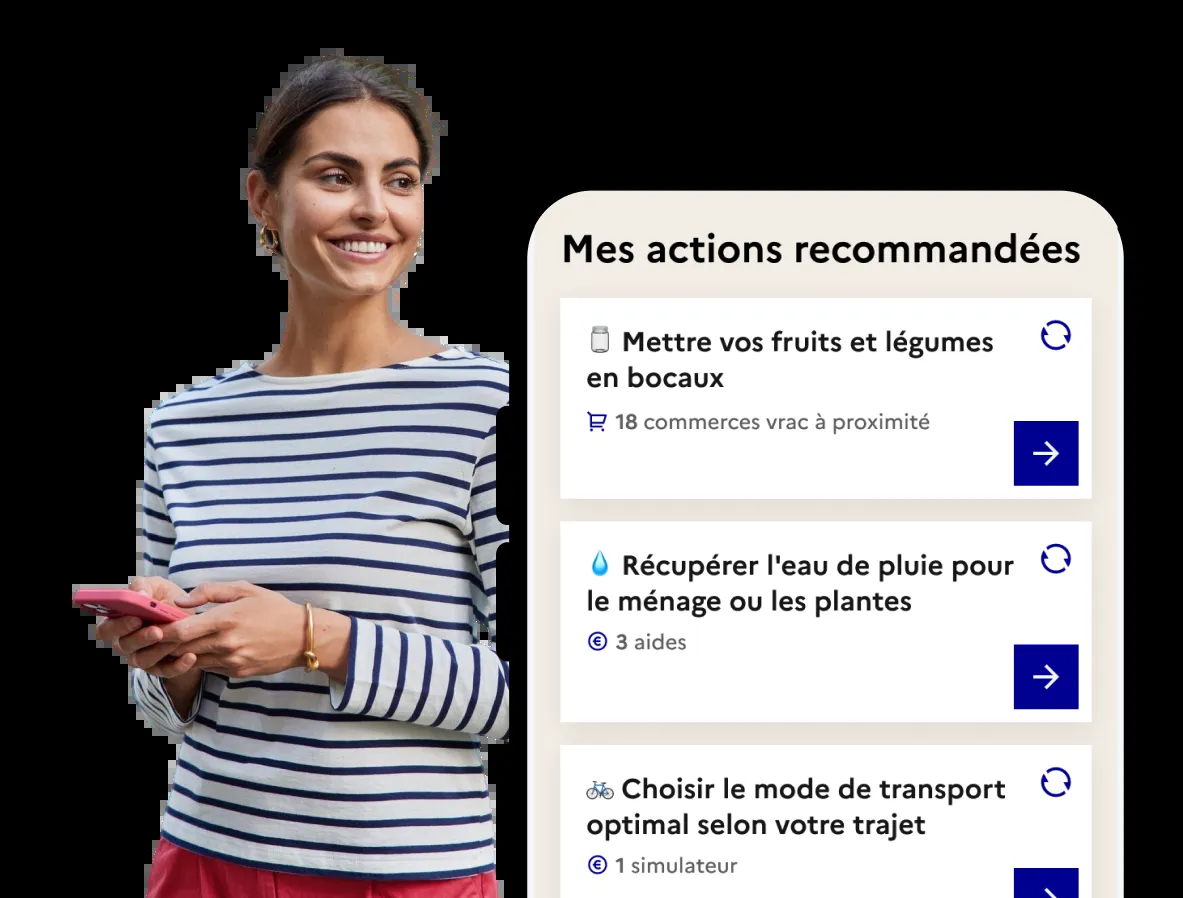 Mes actions recommandées
Mettre vos fruits et légumes
en bocaux
18 commerces vrac à proximité
Récupérer l'eau de pluie pour
le ménage ou les plantes
3 aides
Choisir le mode de transport
optimal selon votre trajet
1 simulateur